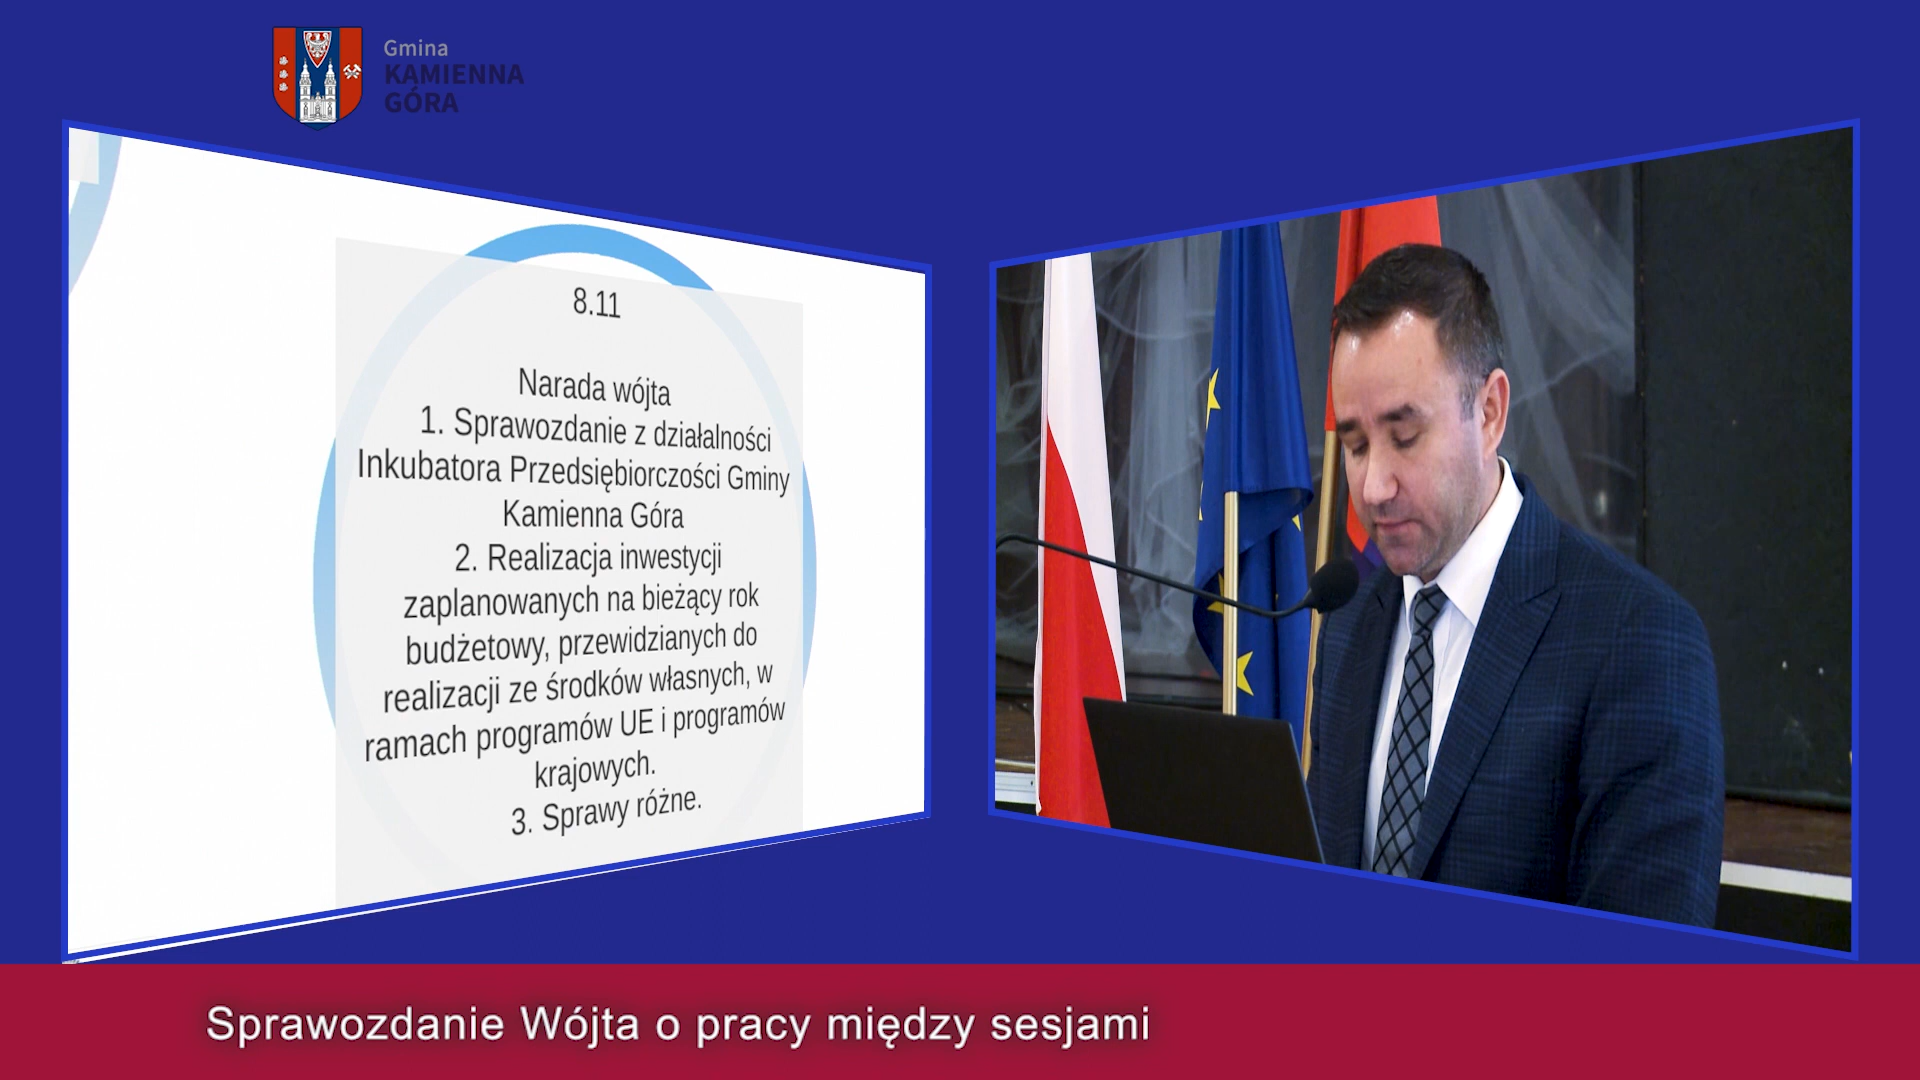 Gmina
KAMIENNA
GÓRA
8.11
Narada wójta
1. Sprawozdanie z działalności
Inkubatora Przedsiębiorczości Gminy
Kamienna Góra
2. Realizacja inwestycji
zaplanowanych na bieżący rok
budżetowy, przewidzianych do
realizacji ze środków własnych, w
ramach programów UE i programów
krajowych.
3. Sprawy różne.
Sprawozdanie Wójta o pracy między sesjami